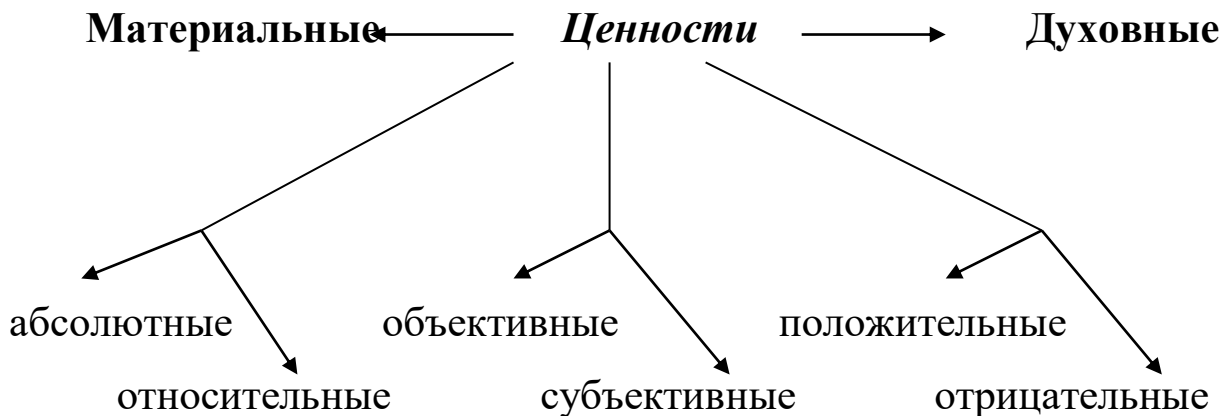 Материальные Ценности Духовные
абсолютные объективные положительные
относительные субъективные отрицательные